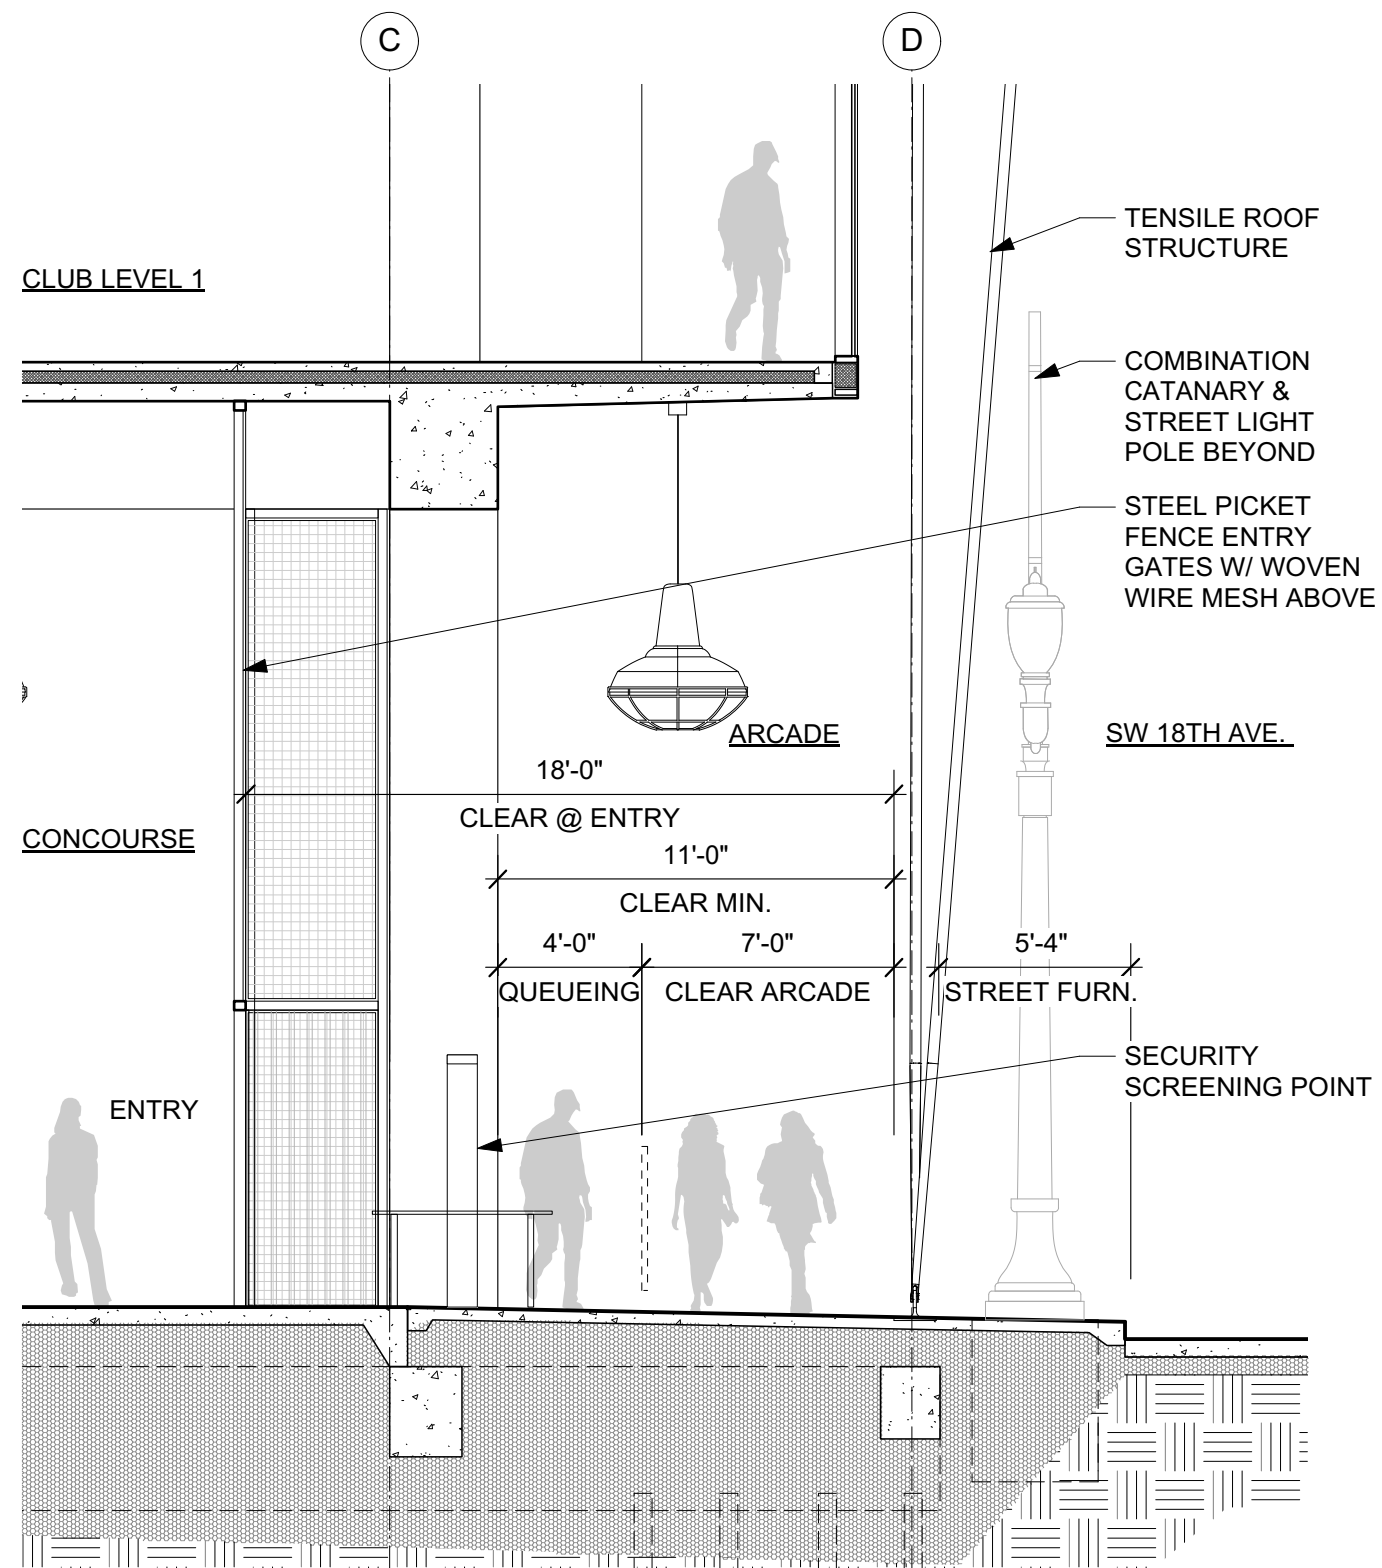 C
D
TENSILE ROOF
STRUCTURE
CLUB LEVEL 1
COMBINATION
CATANARY &
STREET LIGHT
POLE BEYOND
STEEL PICKET
FENCE ENTRY
GATES W/ WOVEN
WIRE MESH ABOVE
ARCADE
SW 18TH AVE.
18'-0"
CLEAR @ ENTRY
CONCOURSE
11'-0"
CLEAR MIN.
4'-0"
7'-0"
5'-4"
QUEUEING
CLEAR ARCADE
STREET FURN.
SECURITY
SCREENING POINT
ENTRY